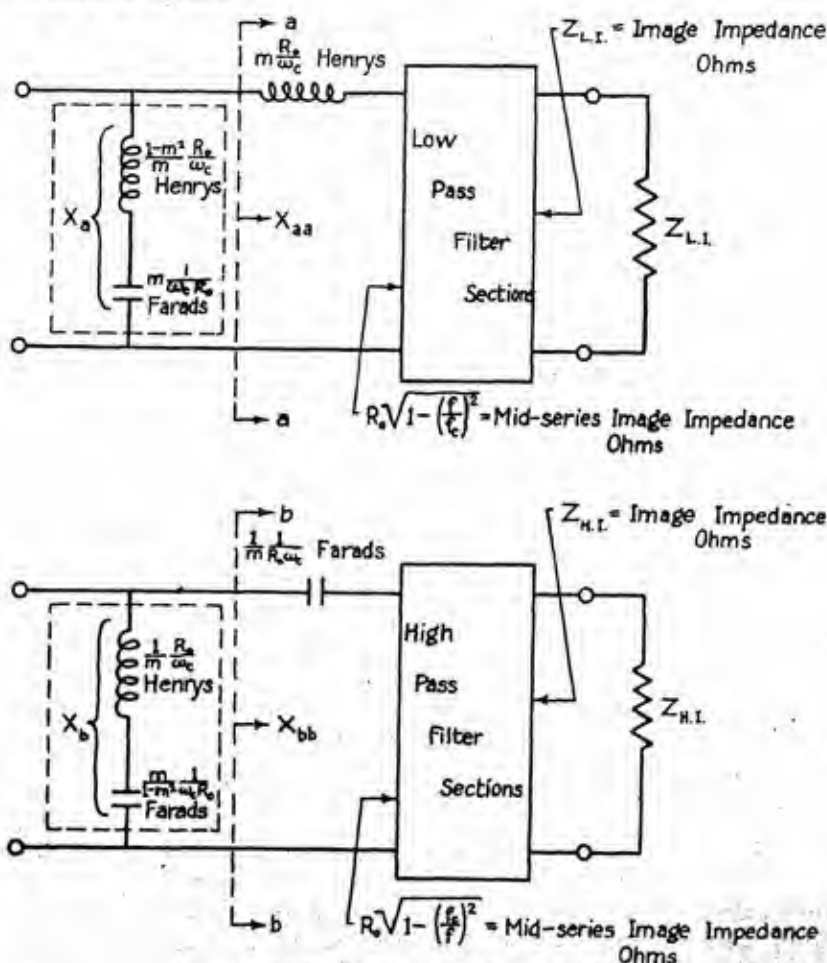 a
m R₀/ω_c Henrys
Z_L.I. = Image Impedance
Ohms
(1-m²)/m R₀/ω_c
Henrys
X_a
X_aa
m 1/(ω_c R₀)
Farads
Low
Pass
Filter
Sections
Z_L.I.
a
R₀√(1-(f/f_c)²) = Mid-series Image Impedance
Ohms
b
1/m 1/(R₀ω_c) Farads
Z_H.I. = Image Impedance
Ohms
1/m R₀/ω_c
Henrys
X_b
X_bb
m/(1-m²) 1/(ω_c R₀)
Farads
High
Pass
Filter
Sections
Z_H.I.
b
R₀√(1-(f_c/f)²) = Mid-series Image Impedance
Ohms